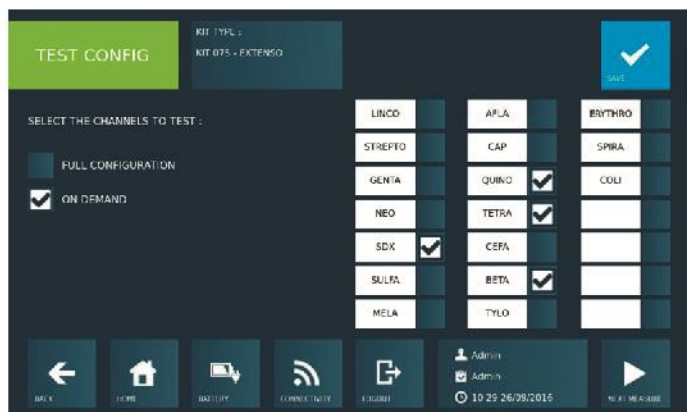 TEST CONFIG
KIT TYPE :
KIT 075 - EXTENSO
SAVE
SELECT THE CHANNELS TO TEST :
FULL CONFIGURATION
ON DEMAND
LINCO
AFLA
ERYTHRO
STREPTO
CAP
SPIRA
GENTA
QUINO
COLI
NEO
TETRA
SDX
CEFA
SULFA
BETA
MELA
TYLO
BACK
HOME
BATTERY
CONNECTIVITY
LOGOUT
Admin
Admin
10 29 26/09/2016
NEXT MEASURE